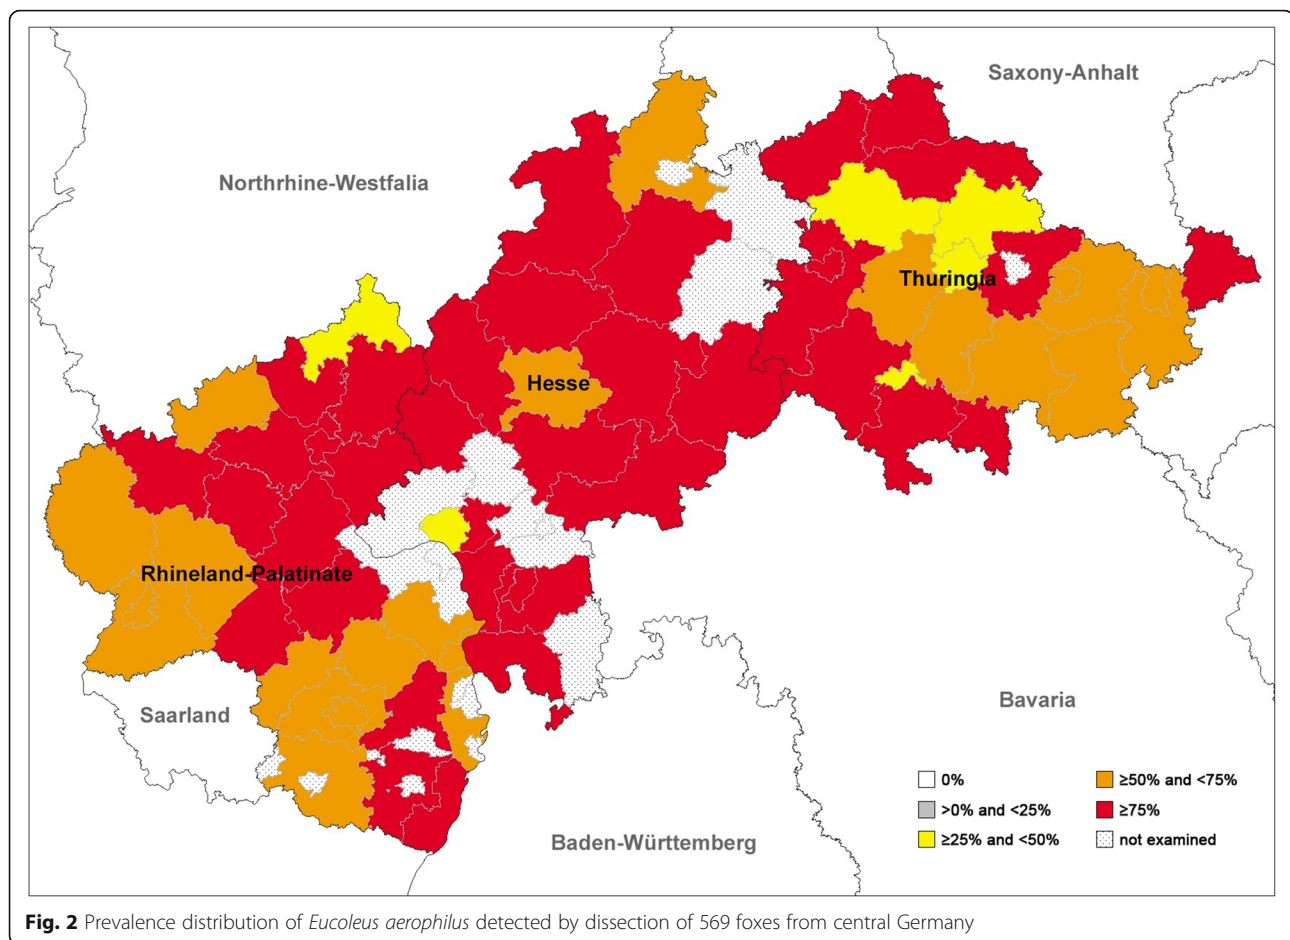 Saxony-Anhalt
Northrhine-Westfalia
Thuringia
Hesse
Rhineland-Palatinate
Saarland
Bavaria
Baden-Württemberg
0%
>0% and <25%
≥25% and <50%
≥50% and <75%
≥75%
not examined
Fig. 2 Prevalence distribution of Eucoleus aerophilus detected by dissection of 569 foxes from central Germany